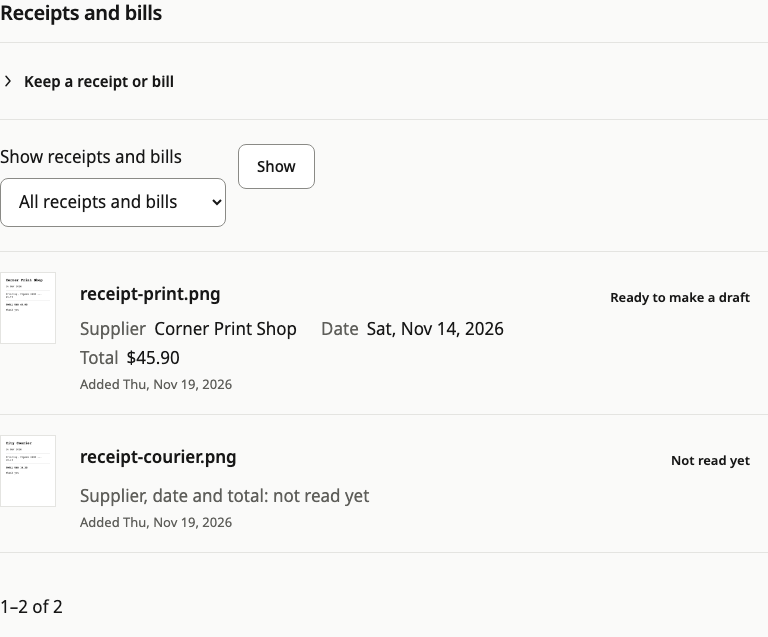 Receipts and bills
Keep a receipt or bill
Show receipts and bills
Show
All receipts and bills
receipt-print.png
Ready to make a draft
Supplier Corner Print Shop Date Sat, Nov 14, 2026
Total $45.90
Added Thu, Nov 19, 2026
receipt-courier.png
Not read yet
Supplier, date and total: not read yet
Added Thu, Nov 19, 2026
1–2 of 2